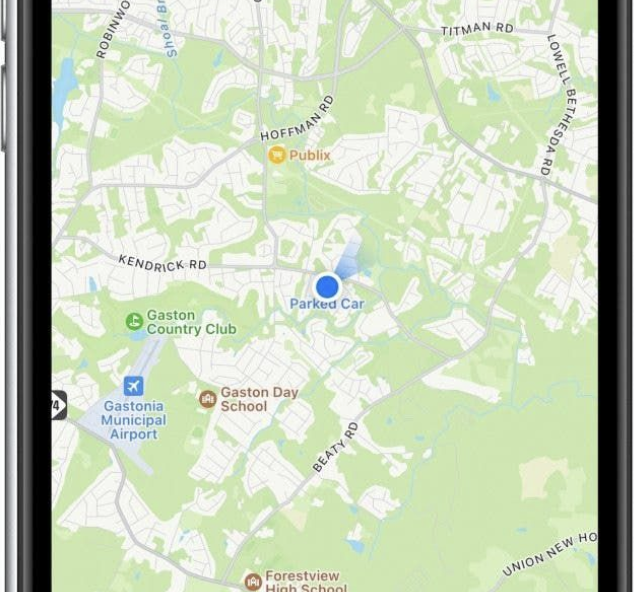 ROBINWO
Shoal Br
TITMAN RD
LOWELL BETHESDA RD
HOFFMAN RD
Publix
KENDRICK RD
Parked Car
Gaston
Country Club
Gaston Day
School
74
Gastonia
Municipal
Airport
BEATY RD
UNION NEW HO
Forestview
High School